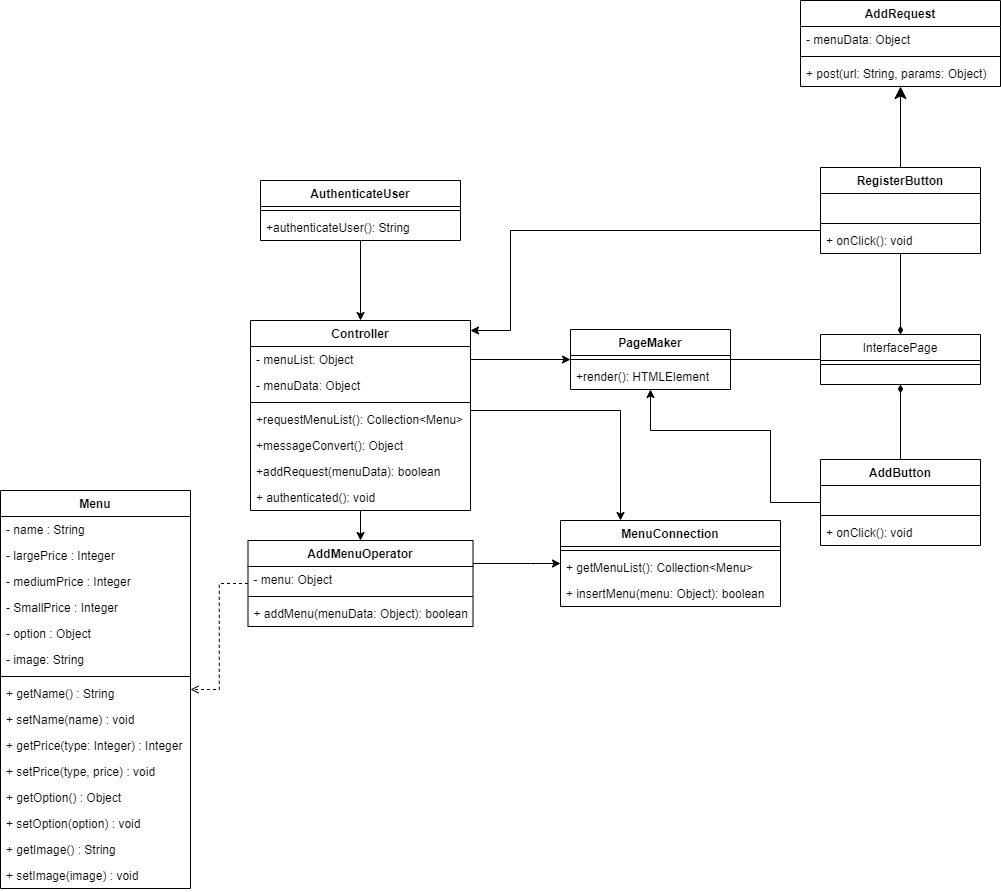 AddRequest
- menuData: Object
+ post(url: String, params: Object)
RegisterButton
+ onClick(): void
AuthenticateUser
+authenticateUser(): String
Controller
- menuList: Object
- menuData: Object
+requestMenuList(): Collection<Menu>
+messageConvert(): Object
+addRequest(menuData): boolean
+ authenticated(): void
PageMaker
+render(): HTMLElement
InterfacePage
AddButton
+ onClick(): void
Menu
- name : String
- largePrice : Integer
- mediumPrice : Integer
- SmallPrice : Integer
- option : Object
- image: String
+ getName() : String
+ setName(name) : void
+ getPrice(type: Integer) : Integer
+ setPrice(type, price) : void
+ getOption() : Object
+ setOption(option) : void
+ getImage() : String
+ setImage(image) : void
AddMenuOperator
- menu: Object
+ addMenu(menuData: Object): boolean
MenuConnection
+ getMenuList(): Collection<Menu>
+ insertMenu(menu: Object): boolean